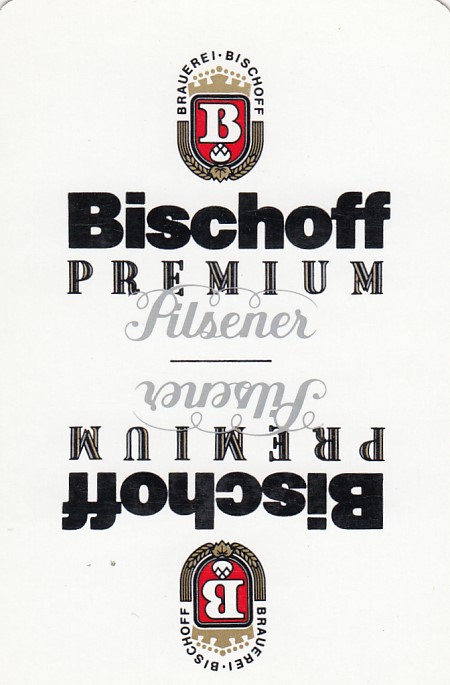 BRAUEREI·BISCHOFF
B
Bischoff
PREMIUM
Pilsener
Pilsener
PREMIUM
Bischoff
B
BRAUEREI·BISCHOFF